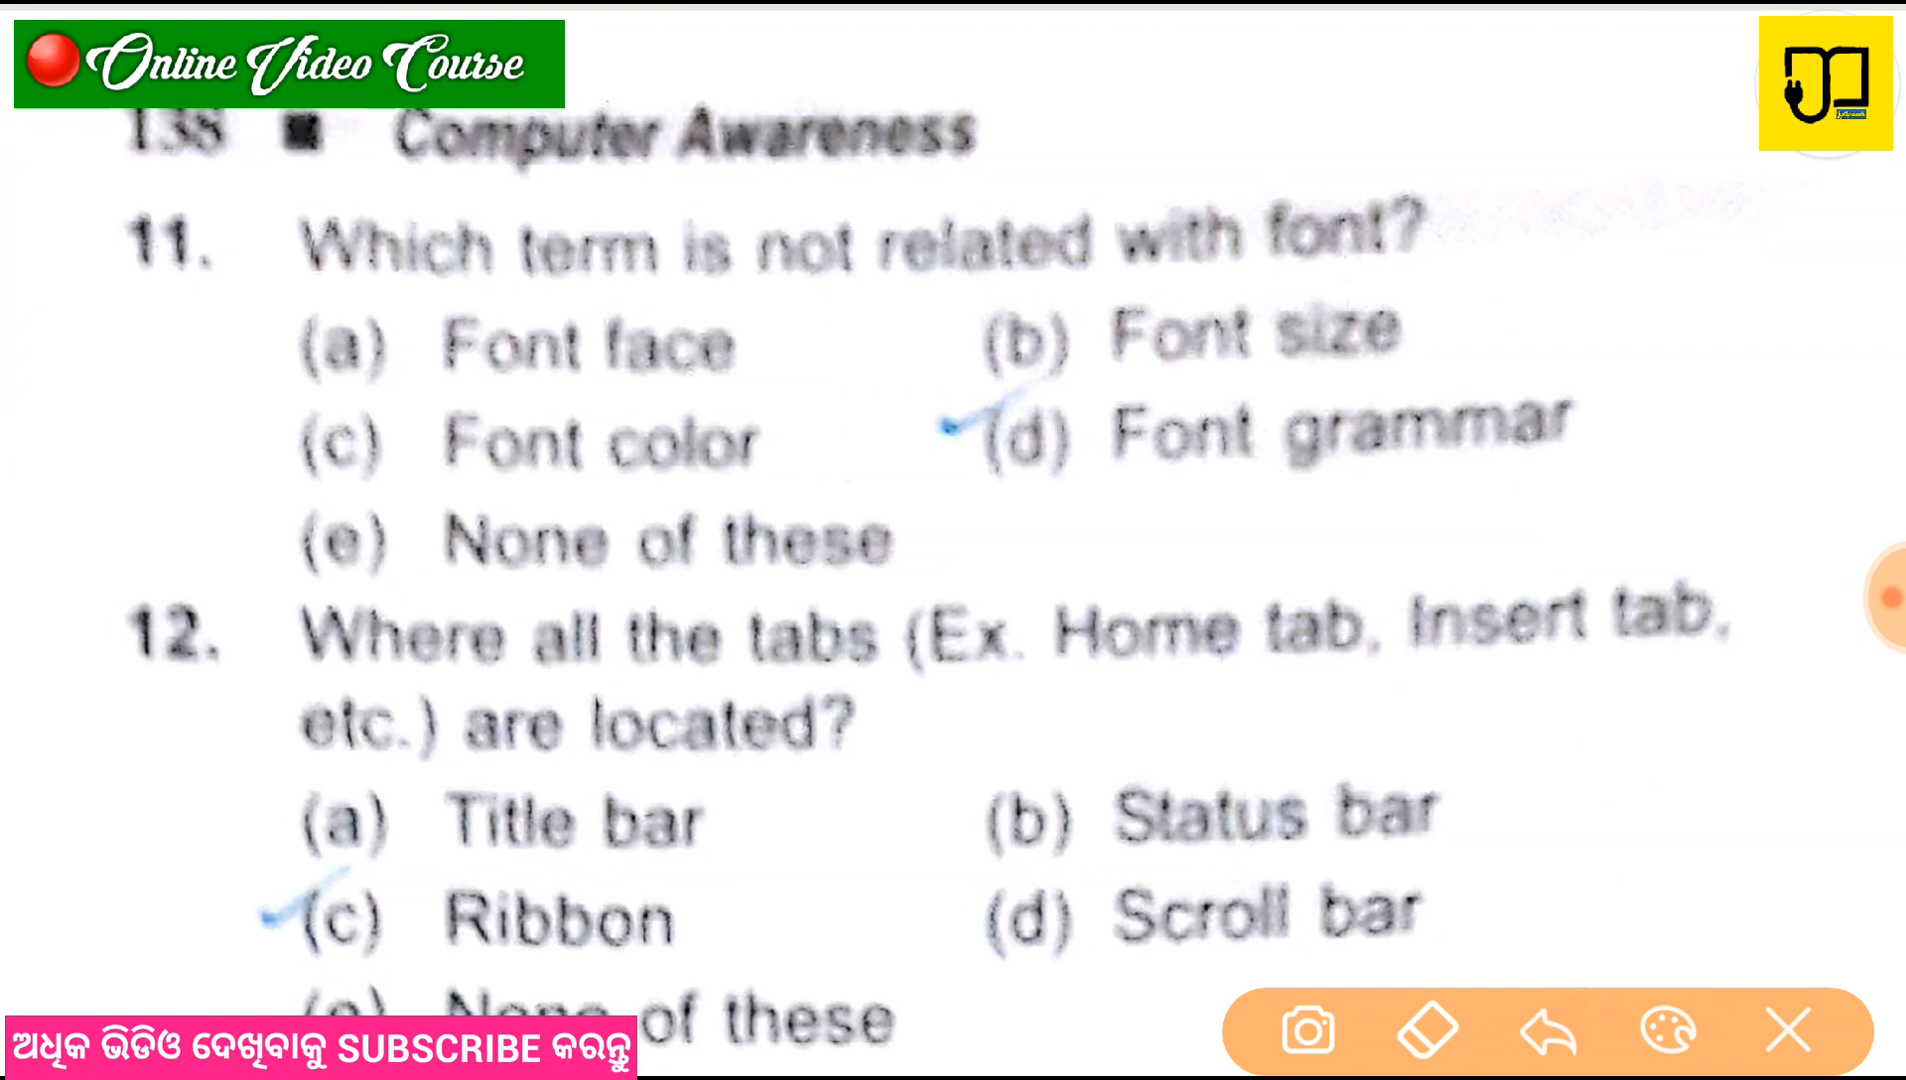 Online Video Course
138 ■ Computer Awareness
11. Which term is not related with font?
(a) Font face (b) Font size
(c) Font color (d) Font grammar
(e) None of these
12. Where all the tabs (Ex. Home tab, Insert tab,
etc.) are located?
(a) Title bar (b) Status bar
(c) Ribbon (d) Scroll bar
(e) None of these
ଅଧିକ ଭିଡିଓ ଦେଖିବାକୁ SUBSCRIBE କରନ୍ତୁ